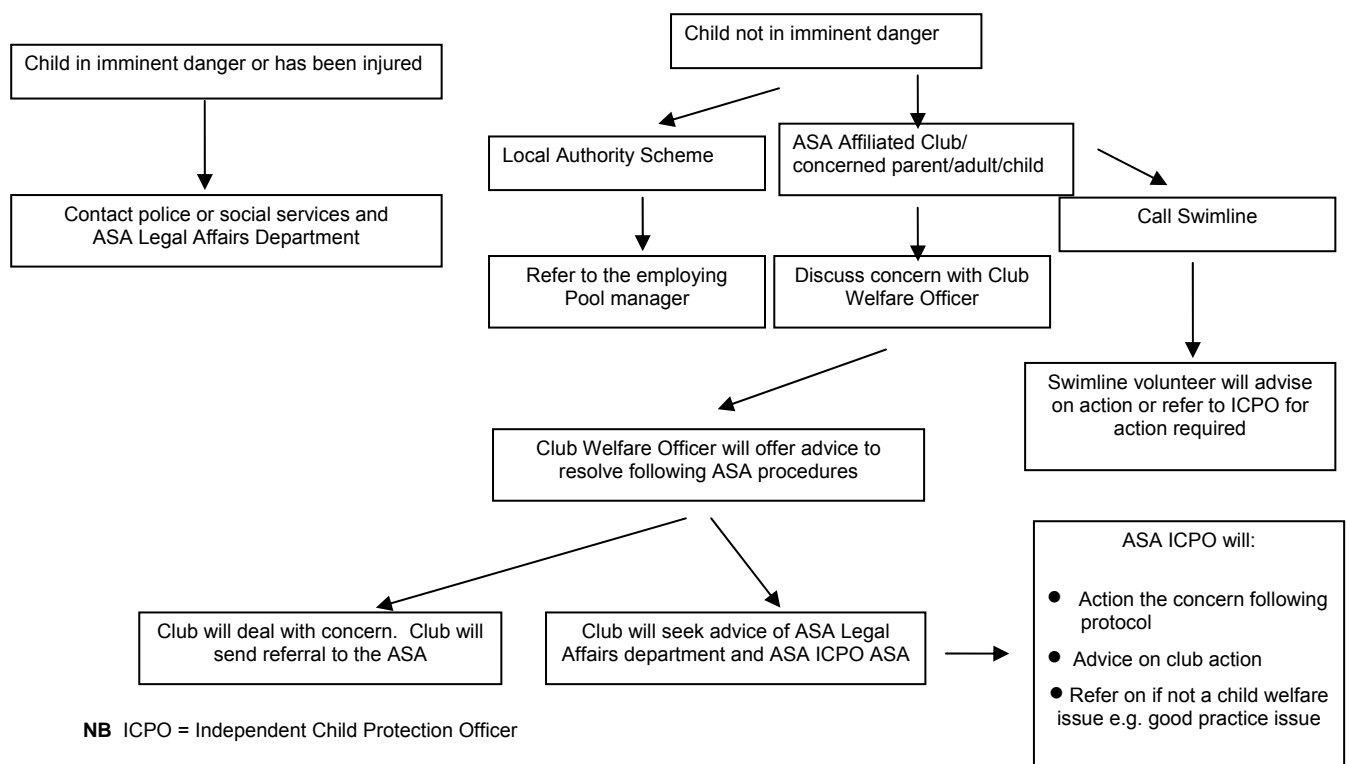 Child in imminent danger or has been injured
Contact police or social services and
ASA Legal Affairs Department
Child not in imminent danger
Local Authority Scheme
ASA Affiliated Club/
concerned parent/adult/child
Call Swimline
Refer to the employing
Pool manager
Discuss concern with Club
Welfare Officer
Swimline volunteer will advise
on action or refer to ICPO for
action required
Club Welfare Officer will offer advice to
resolve following ASA procedures
Club will deal with concern.  Club will
send referral to the ASA
Club will seek advice of ASA Legal
Affairs department and ASA ICPO ASA
ASA ICPO will:
● Action the concern following
protocol
● Advice on club action
● Refer on if not a child welfare
issue e.g. good practice issue
NB ICPO = Independent Child Protection Officer